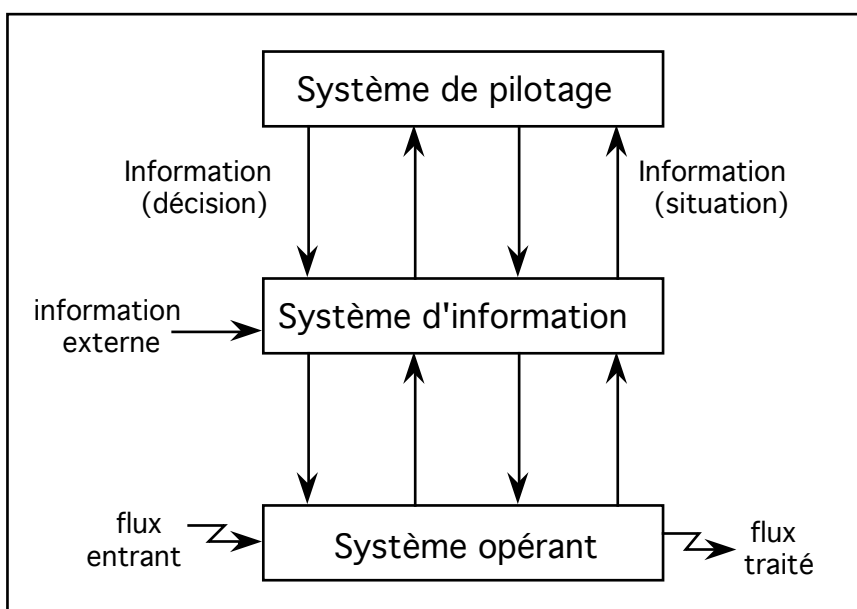 Système de pilotage
Information
(décision)
Information
(situation)
information
externe
Système d'information
flux
entrant
Système opérant
flux
traité